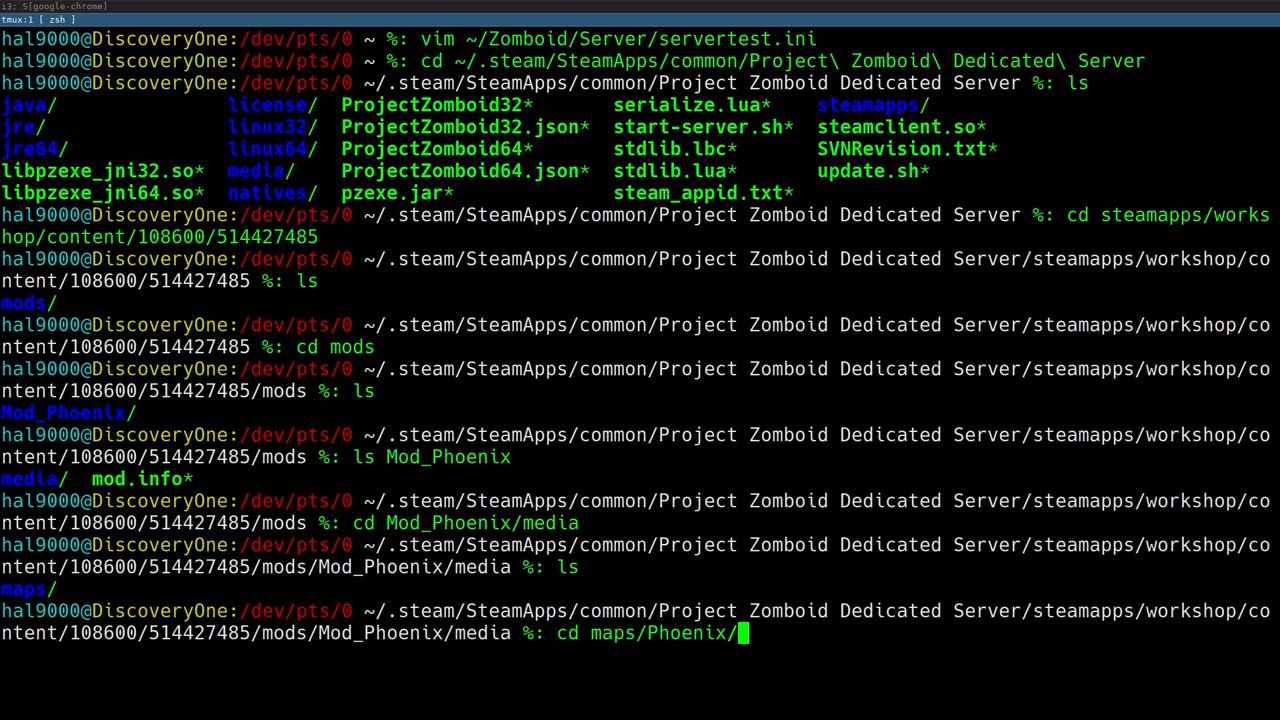 i3: S[google-chrome]
tmux:1 [ zsh ]
hal9000@DiscoveryOne:/dev/pts/0 ~ %: vim ~/Zomboid/Server/servertest.ini
hal9000@DiscoveryOne:/dev/pts/0 ~ %: cd ~/.steam/SteamApps/common/Project\ Zomboid\ Dedicated\ Server
hal9000@DiscoveryOne:/dev/pts/0 ~/.steam/SteamApps/common/Project Zomboid Dedicated Server %: ls
java/ license/ ProjectZomboid32* serialize.lua* steamapps/
jre/ linux32/ ProjectZomboid32.json* start-server.sh* steamclient.so*
jre64/ linux64/ ProjectZomboid64* stdlib.lbc* SVNRevision.txt*
libpzexe_jni32.so* media/ ProjectZomboid64.json* stdlib.lua* update.sh*
libpzexe_jni64.so* natives/ pzexe.jar* steam_appid.txt*
hal9000@DiscoveryOne:/dev/pts/0 ~/.steam/SteamApps/common/Project Zomboid Dedicated Server %: cd steamapps/works
hop/content/108600/514427485
hal9000@DiscoveryOne:/dev/pts/0 ~/.steam/SteamApps/common/Project Zomboid Dedicated Server/steamapps/workshop/co
ntent/108600/514427485 %: ls
mods/
hal9000@DiscoveryOne:/dev/pts/0 ~/.steam/SteamApps/common/Project Zomboid Dedicated Server/steamapps/workshop/co
ntent/108600/514427485 %: cd mods
hal9000@DiscoveryOne:/dev/pts/0 ~/.steam/SteamApps/common/Project Zomboid Dedicated Server/steamapps/workshop/co
ntent/108600/514427485/mods %: ls
Mod_Phoenix/
hal9000@DiscoveryOne:/dev/pts/0 ~/.steam/SteamApps/common/Project Zomboid Dedicated Server/steamapps/workshop/co
ntent/108600/514427485/mods %: ls Mod_Phoenix
media/ mod.info*
hal9000@DiscoveryOne:/dev/pts/0 ~/.steam/SteamApps/common/Project Zomboid Dedicated Server/steamapps/workshop/co
ntent/108600/514427485/mods %: cd Mod_Phoenix/media
hal9000@DiscoveryOne:/dev/pts/0 ~/.steam/SteamApps/common/Project Zomboid Dedicated Server/steamapps/workshop/co
ntent/108600/514427485/mods/Mod_Phoenix/media %: ls
maps/
hal9000@DiscoveryOne:/dev/pts/0 ~/.steam/SteamApps/common/Project Zomboid Dedicated Server/steamapps/workshop/co
ntent/108600/514427485/mods/Mod_Phoenix/media %: cd maps/Phoenix/